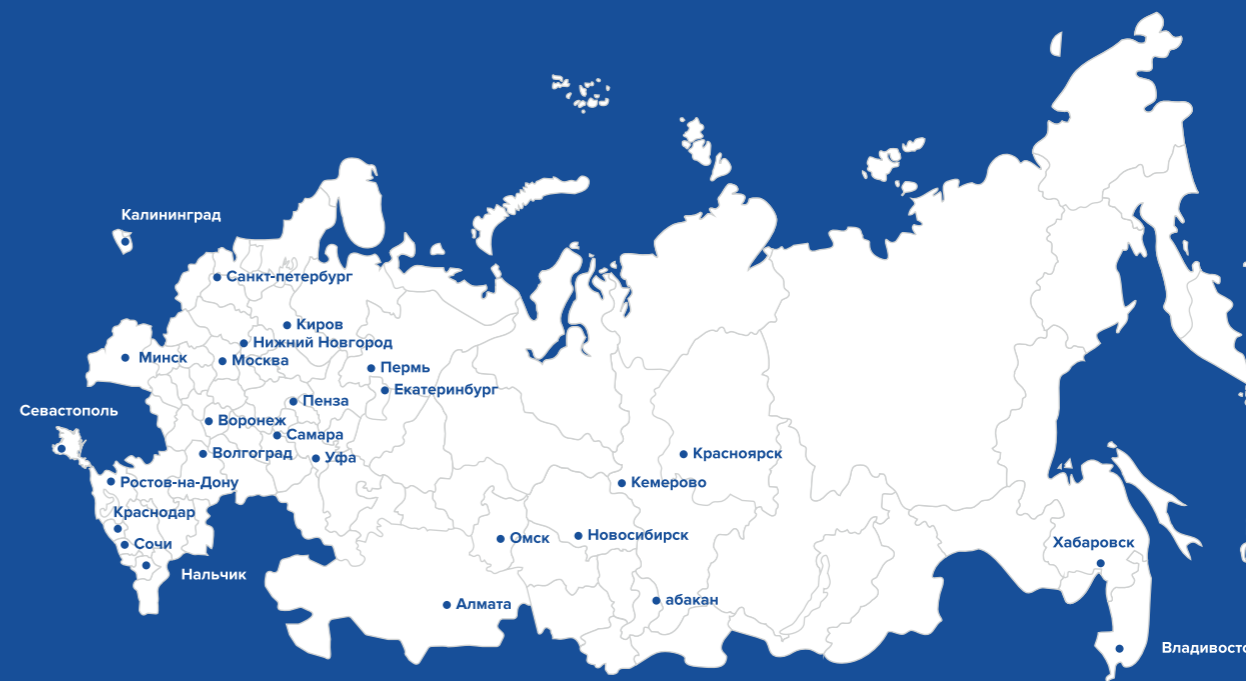 Калининград
Санкт-петербург
Киров
Нижний Новгород
Минск
Москва
Пермь
Екатеринбург
Пенза
Севастополь
Воронеж
Самара
Волгоград
Уфа
Красноярск
Ростов-на-Дону
Кемерово
Краснодар
Омск
Новосибирск
Сочи
Хабаровск
Нальчик
Алмата
абакан
Владивосто